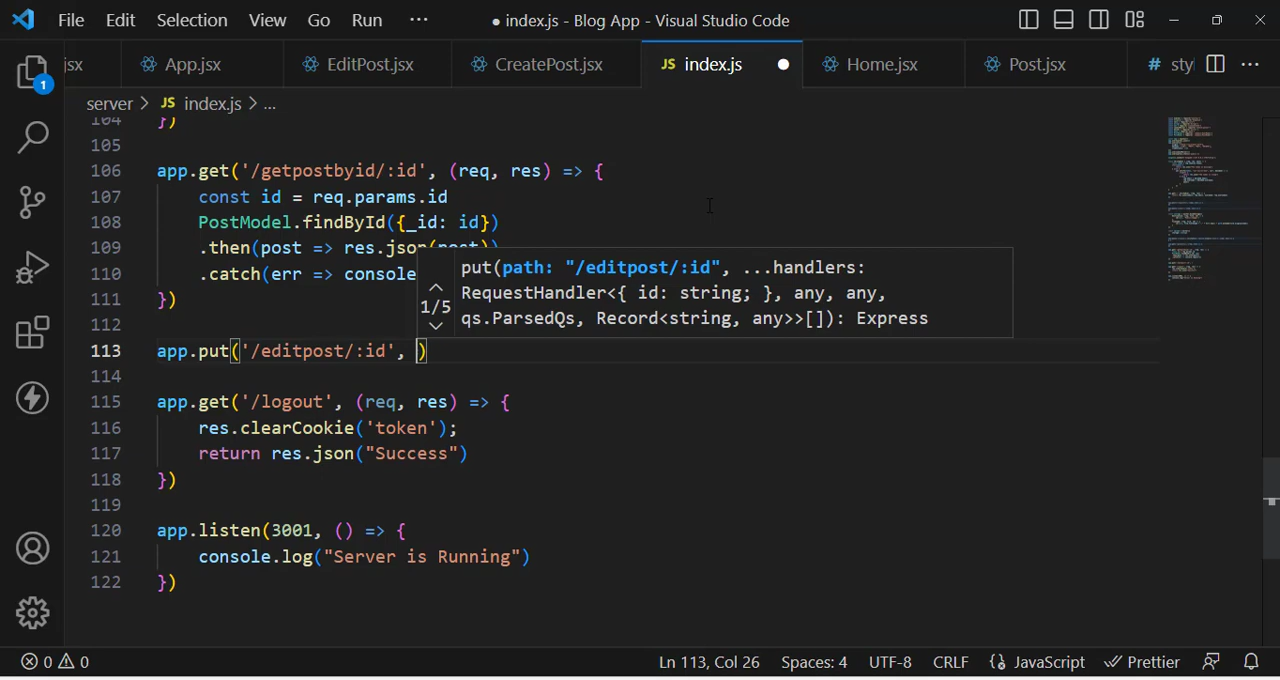 File Edit Selection View Go Run ··· ● index.js - Blog App - Visual Studio Code
jsx App.jsx EditPost.jsx CreatePost.jsx JS index.js ● Home.jsx Post.jsx # sty ···
1
server > JS index.js > ...
104 })
105
106 app.get('/getpostbyid/:id', (req, res) => {
107 const id = req.params.id
108 PostModel.findById({_id: id})
109 .then(post => res.json(post))
110 .catch(err => console
111 })
112
113 app.put('/editpost/:id', )
114
115 app.get('/logout', (req, res) => {
116 res.clearCookie('token');
117 return res.json("Success")
118 })
119
120 app.listen(3001, () => {
121 console.log("Server is Running")
122 })
1/5
put(path: "/editpost/:id", ...handlers:
RequestHandler<{ id: string; }, any, any,
qs.ParsedQs, Record<string, any>>[]): Express
0 0 Ln 113, Col 26 Spaces: 4 UTF-8 CRLF JavaScript Prettier